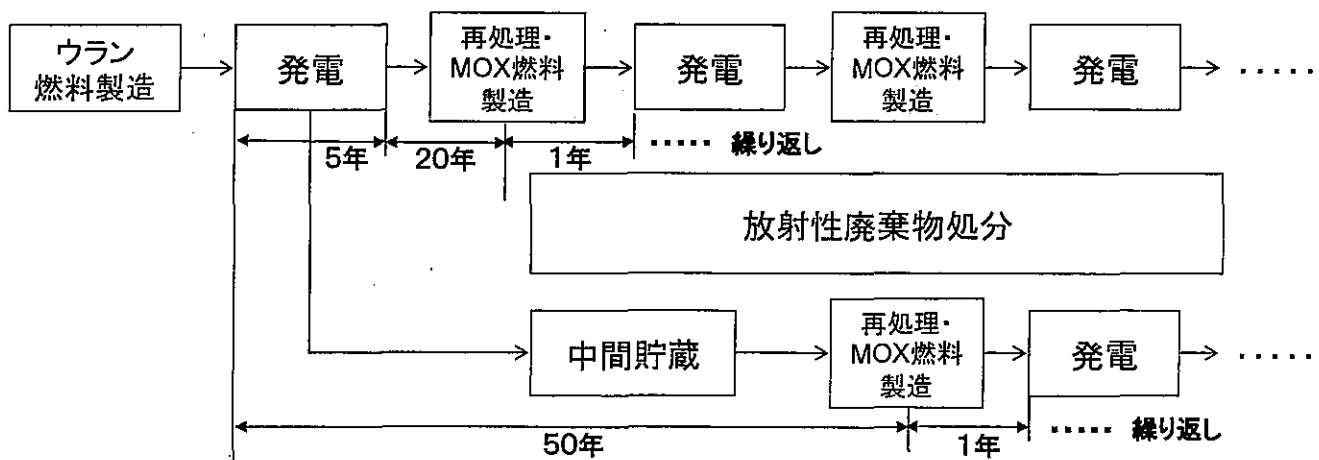 ウラン
燃料製造
発電
再処理・
MOX燃料
製造
発電
再処理・
MOX燃料
製造
発電
・・・・・
5年
20年
1年
・・・・・ 繰り返し
放射性廃棄物処分
中間貯蔵
再処理・
MOX燃料
製造
発電
・・・・・
50年
1年
・・・・・ 繰り返し